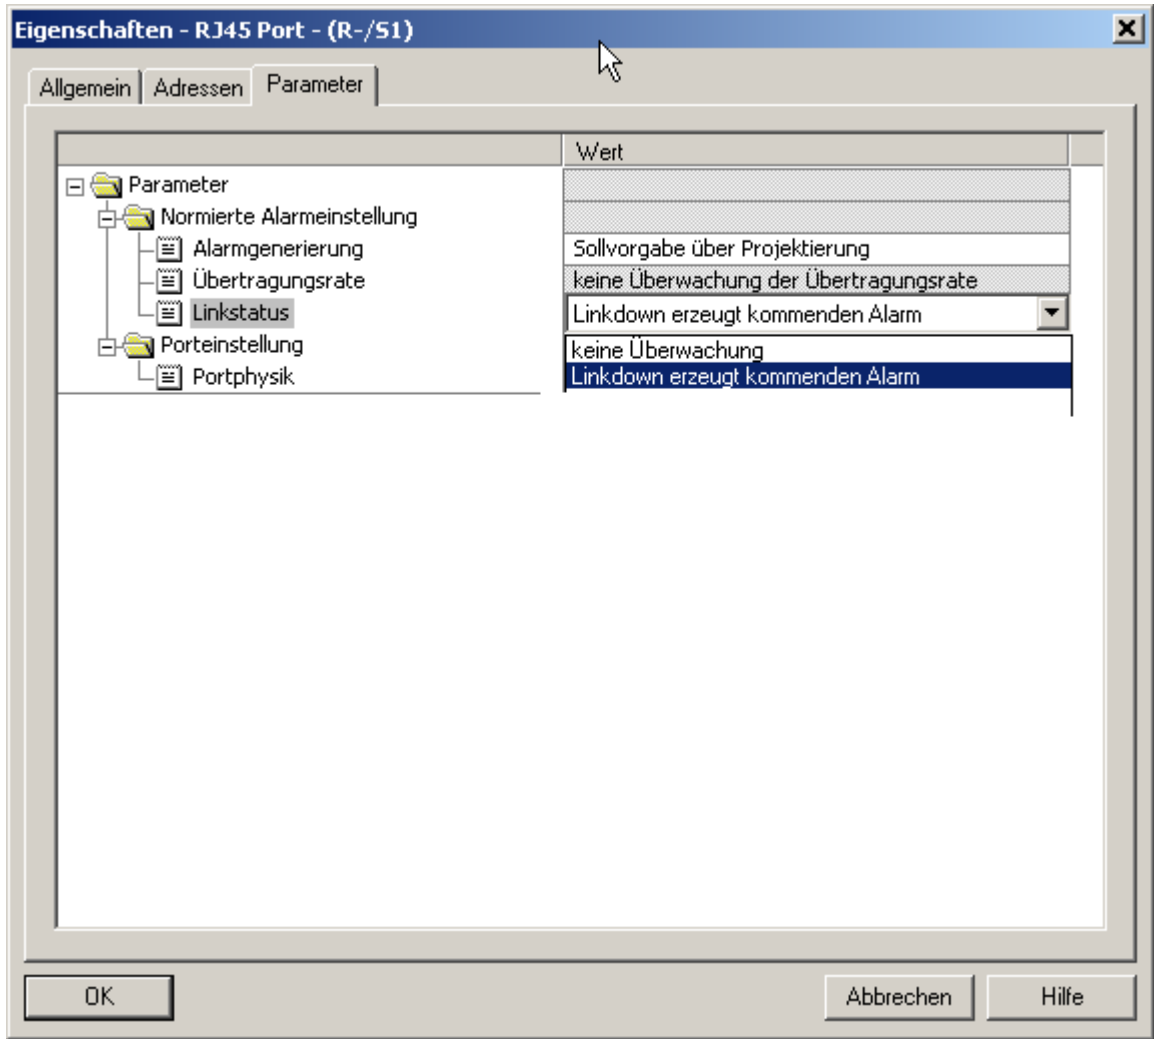 Eigenschaften - RJ45 Port - (R-/S1)
Allgemein Adressen Parameter
Wert
Parameter
Normierte Alarmeinstellung
Alarmgenerierung Sollvorgabe über Projektierung
Übertragungsrate keine Überwachung der Übertragungsrate
Linkstatus Linkdown erzeugt kommenden Alarm
Porteinstellung keine Überwachung
Portphysik Linkdown erzeugt kommenden Alarm
OK Abbrechen Hilfe